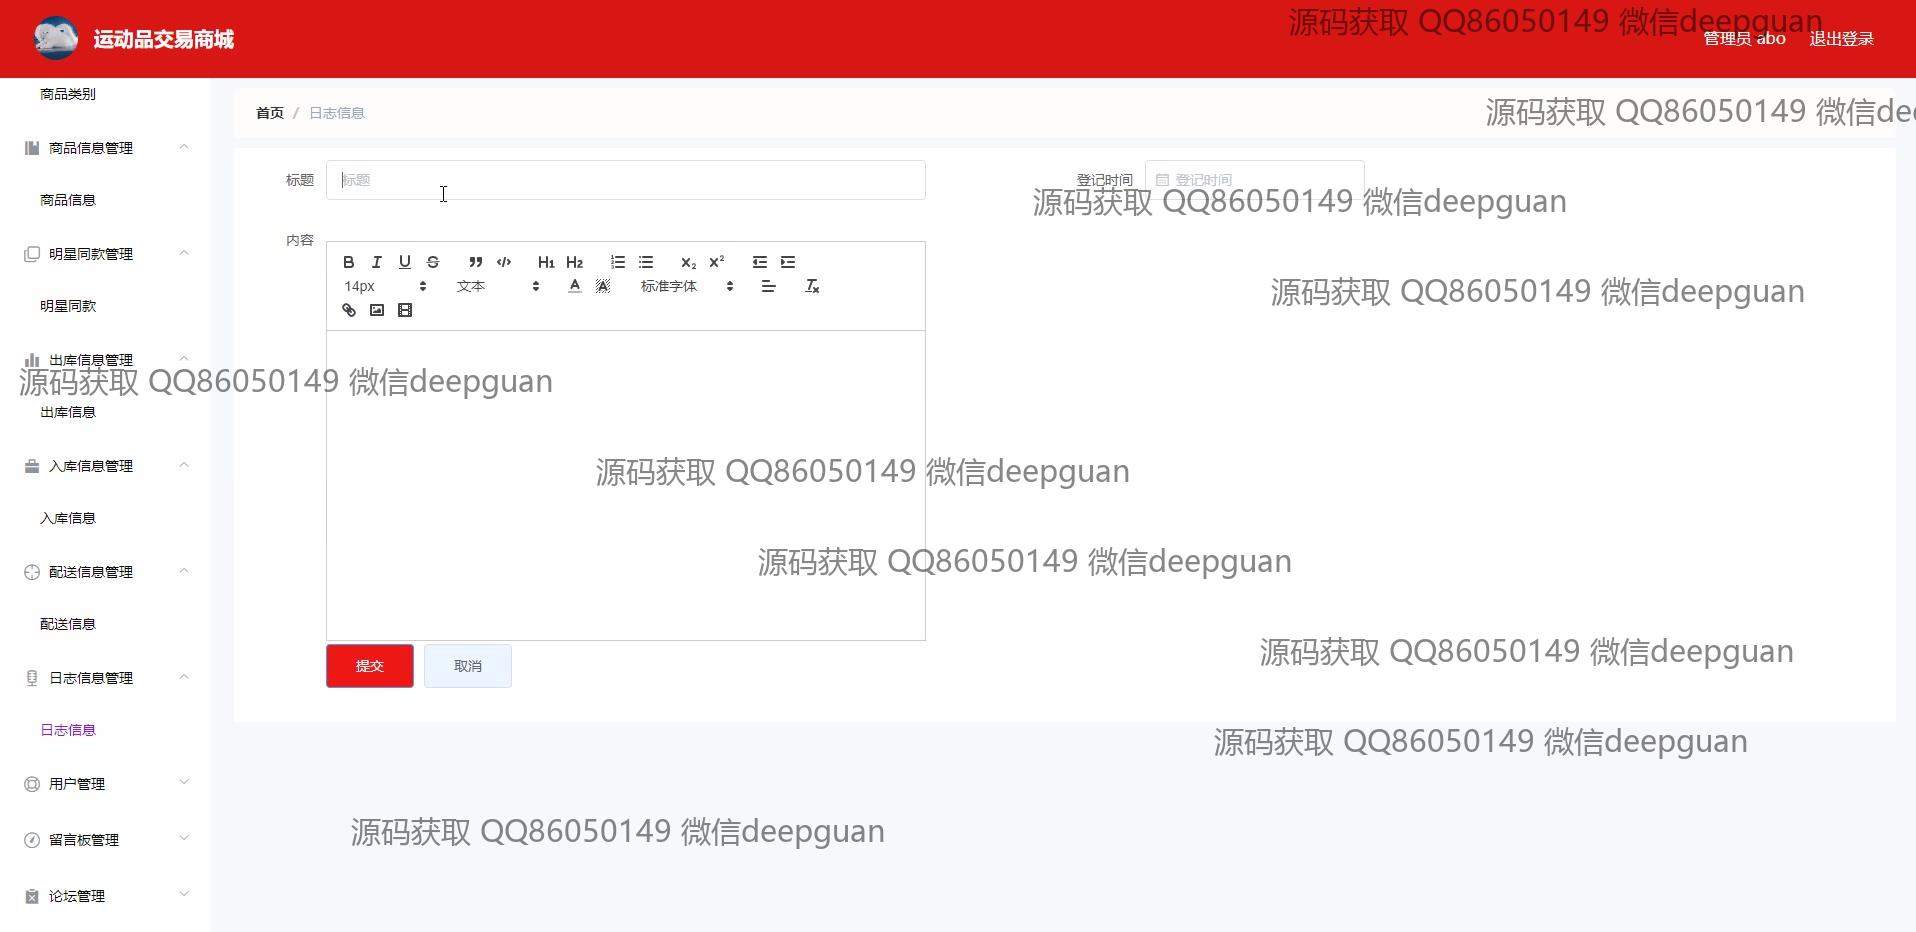 运动品交易商城
源码获取 QQ86050149 微信deepguan
管理员 abo 退出登录
商品类别
首页 / 日志信息
源码获取 QQ86050149 微信dee
商品信息管理
标题 标题 登记时间 登记时间
商品信息
源码获取 QQ86050149 微信deepguan
内容
明星同款管理
B I U S H1 H2 X2 X2
14px 文本 A A 标准字体 Tx
源码获取 QQ86050149 微信deepguan
明星同款
出库信息管理
源码获取 QQ86050149 微信deepguan
出库信息
入库信息管理
源码获取 QQ86050149 微信deepguan
入库信息
源码获取 QQ86050149 微信deepguan
配送信息管理
配送信息
源码获取 QQ86050149 微信deepguan
提交 取消
日志信息管理
日志信息
源码获取 QQ86050149 微信deepguan
用户管理
源码获取 QQ86050149 微信deepguan
留言板管理
论坛管理